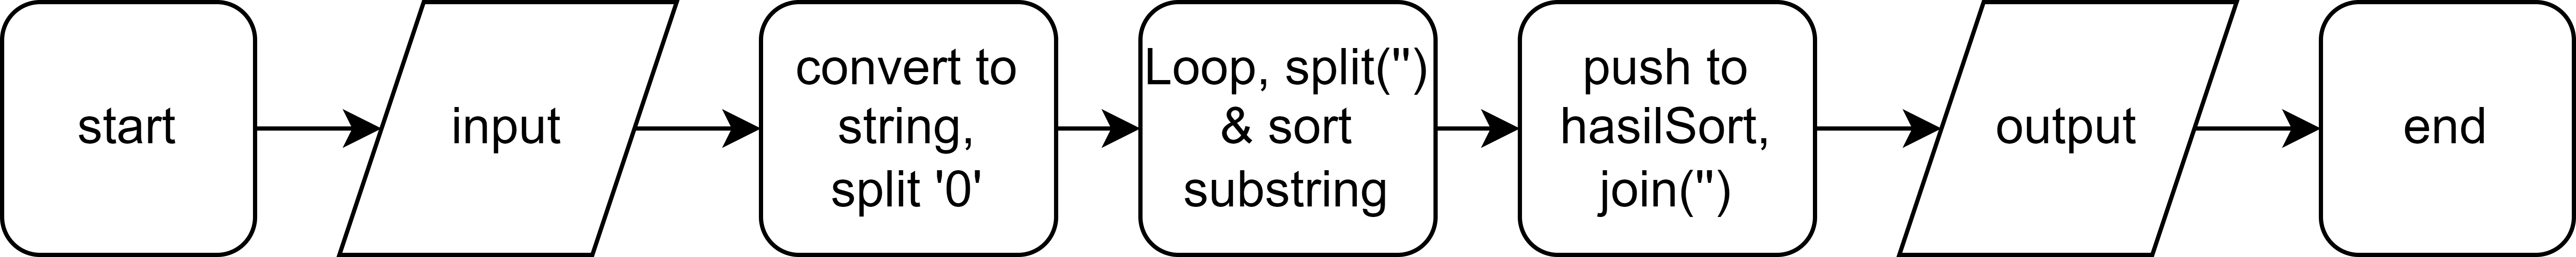 start
input
convert to
string,
split '0'
Loop, split('')
& sort
substring
push to
hasilSort,
join('')
output
end